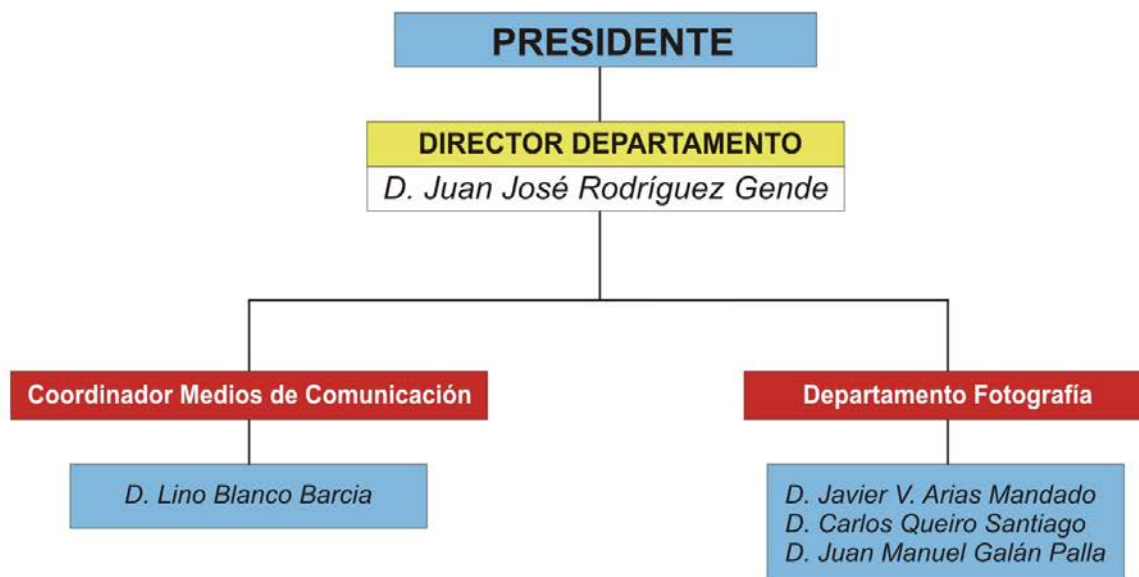 PRESIDENTE
DIRECTOR DEPARTAMENTO
D. Juan José Rodríguez Gende
Coordinador Medios de Comunicación
D. Lino Blanco Barcia
Departamento Fotografía
D. Javier V. Arias Mandado
D. Carlos Queiro Santiago
D. Juan Manuel Galán Palla